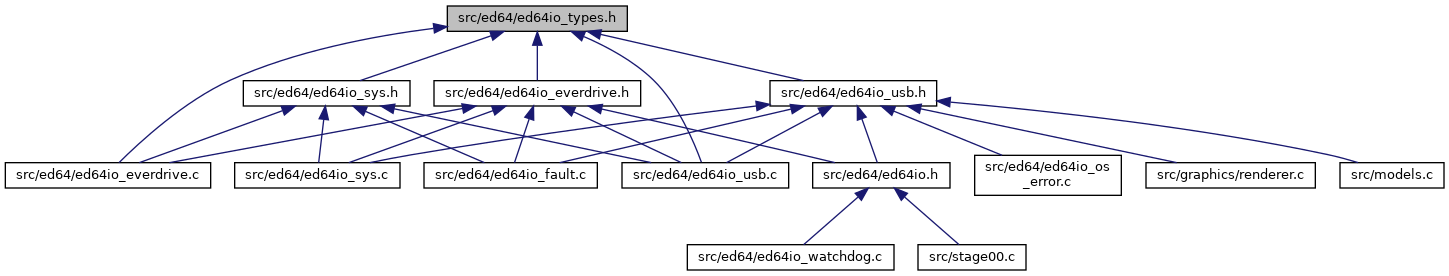 src/ed64/ed64io_types.h
src/ed64/ed64io_sys.h
src/ed64/ed64io_everdrive.h
src/ed64/ed64io_usb.h
src/ed64/ed64io_everdrive.c
src/ed64/ed64io_sys.c
src/ed64/ed64io_fault.c
src/ed64/ed64io_usb.c
src/ed64/ed64io.h
src/ed64/ed64io_os
_error.c
src/graphics/renderer.c
src/models.c
src/ed64/ed64io_watchdog.c
src/stage00.c